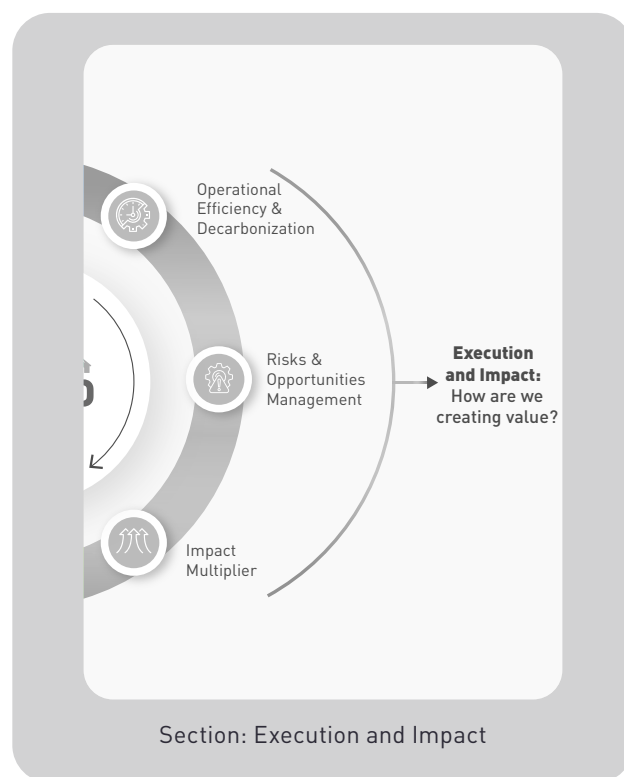 Operational
Efficiency &
Decarbonization
Risks &
Opportunities
Management
Execution
and Impact:
How are we
creating value?
Impact
Multiplier
Section: Execution and Impact